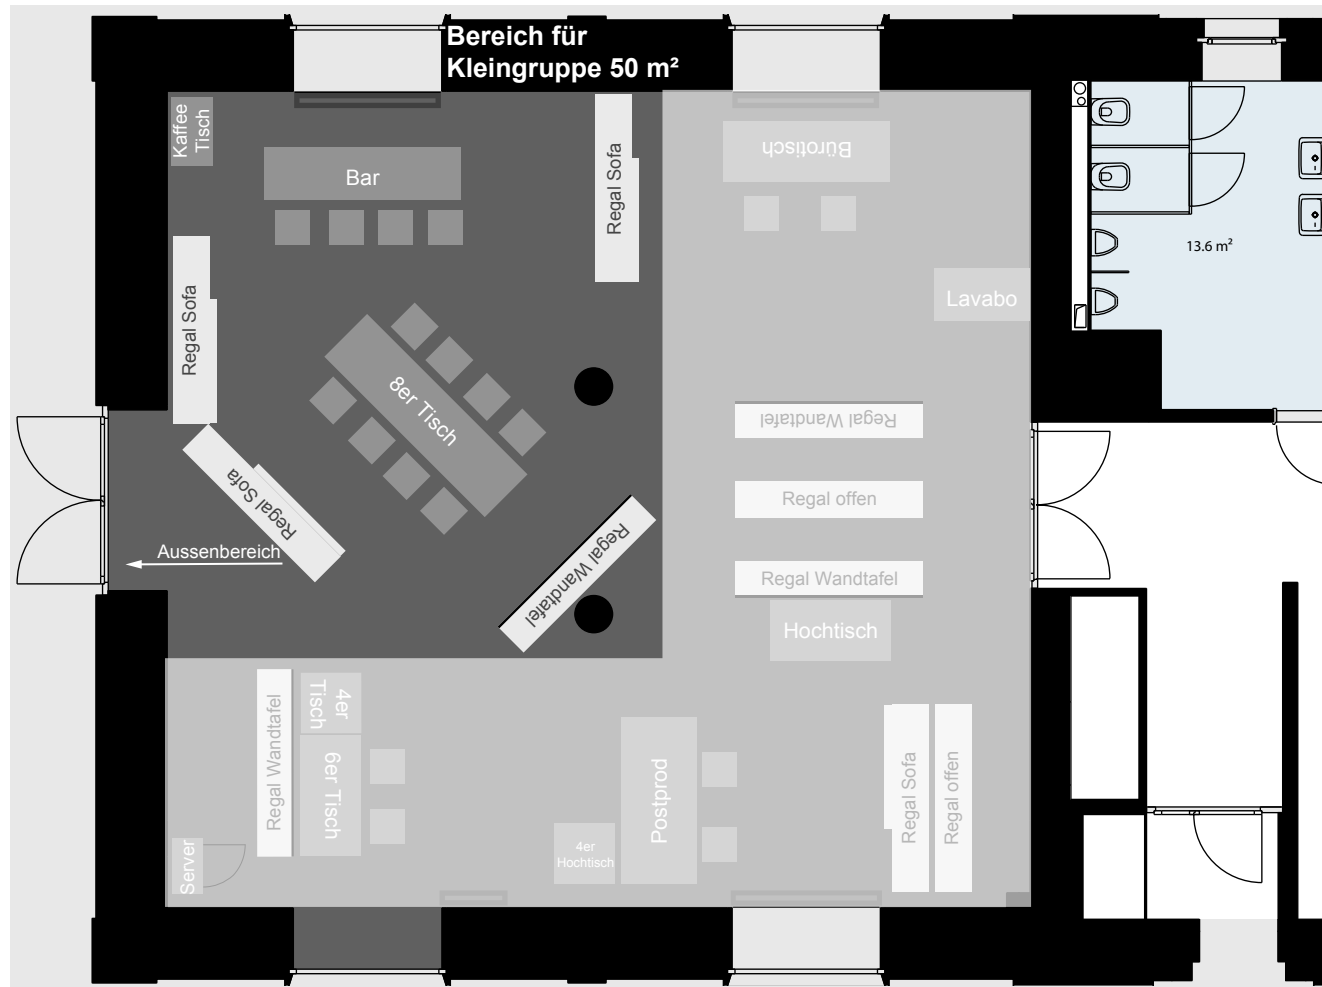 Bereich für
Kleingruppe 50 m²
Kaffee
Tisch
Bar
Regal Sofa
Bürotisch
13.6 m²
Lavabo
Regal Sofa
8er Tisch
Regal Wandtafel
Regal Sofa
Regal offen
Aussenbereich
Regal Wandtafel
Regal Wandtafel
Hochtisch
Regal Wandtafel
4er
Tisch
6er Tisch
Postprod
Regal Sofa
Regal offen
4er
Hochtisch
Server